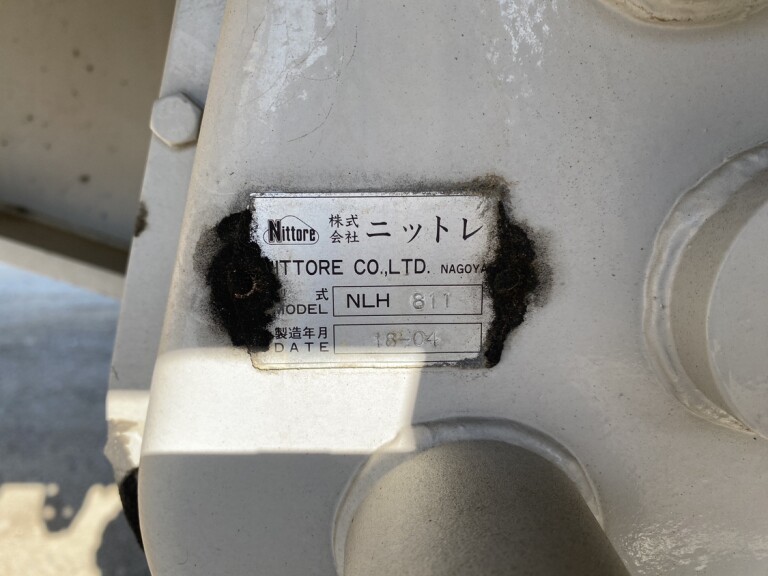 Nittore 株式会社 ニットレ
NITTORE CO.,LTD. NAGOYA
式
MODEL NLH 811
製造年月
DATE 18-04